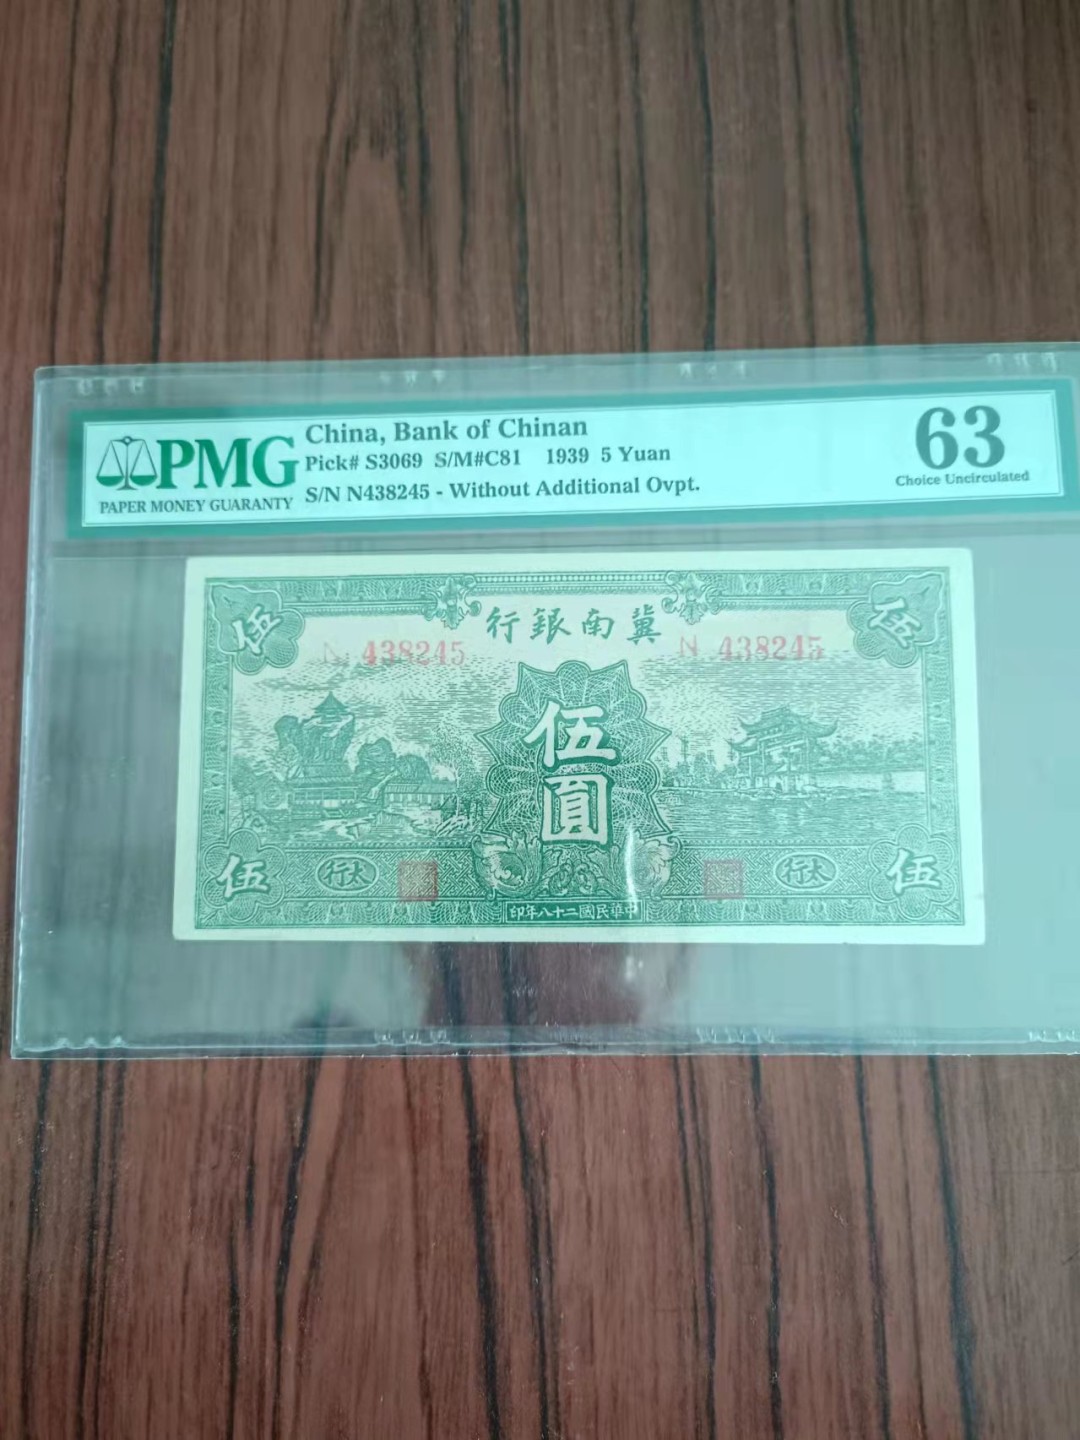 PMG
PAPER MONEY GUARANTY
China, Bank of Chinan
Pick# S3069 S/M#C81 1939 5 Yuan
S/N N438245 - Without Additional Ovpt.
63
Choice Uncirculated
伍
行銀南冀
伍
N 438245
N 438245
伍圓
伍
行太
行太
伍
印年八十二國民華中